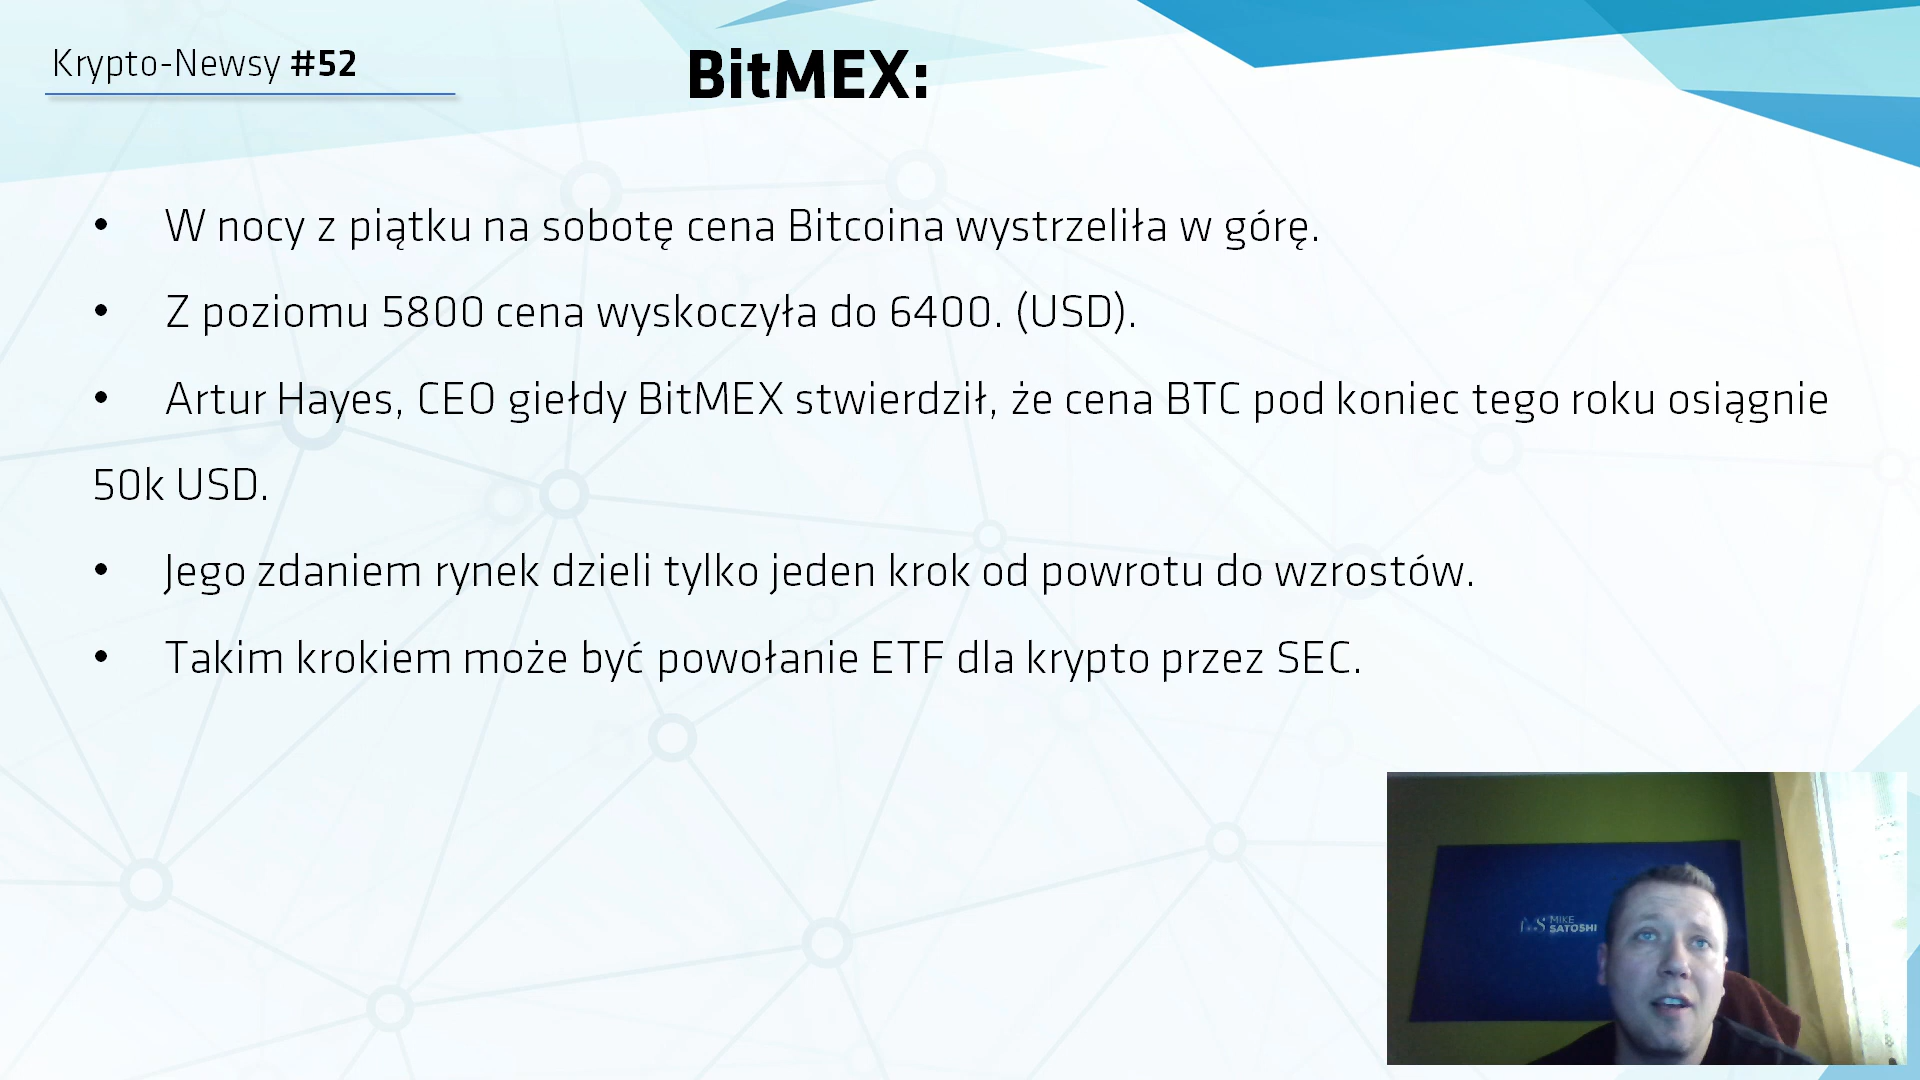 Krypto-Newsy #52
BitMEX:
• W nocy z piątku na sobotę cena Bitcoina wystrzeliła w górę.
• Z poziomu 5800 cena wyskoczyła do 6400. (USD).
• Artur Hayes, CEO giełdy BitMEX stwierdził, że cena BTC pod koniec tego roku osiągnie
50k USD.
• Jego zdaniem rynek dzieli tylko jeden krok od powrotu do wzrostów.
• Takim krokiem może być powołanie ETF dla krypto przez SEC.
MS MIKE
SATOSHI